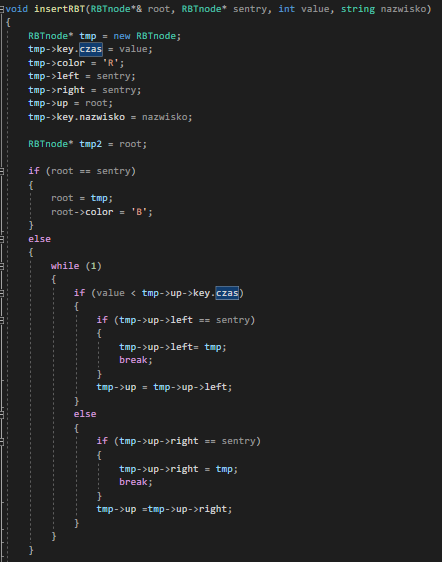 void insertRBT(RBTnode*& root, RBTnode* sentry, int value, string nazwisko)
{
RBTnode* tmp = new RBTnode;
tmp->key.czas = value;
tmp->color = 'R';
tmp->left = sentry;
tmp->right = sentry;
tmp->up = root;
tmp->key.nazwisko = nazwisko;
RBTnode* tmp2 = root;
if (root == sentry)
{
root = tmp;
root->color = 'B';
}
else
{
while (1)
{
if (value < tmp->up->key.czas)
{
if (tmp->up->left == sentry)
{
tmp->up->left= tmp;
break;
}
tmp->up = tmp->up->left;
}
else
{
if (tmp->up->right == sentry)
{
tmp->up->right = tmp;
break;
}
tmp->up =tmp->up->right;
}
}
}